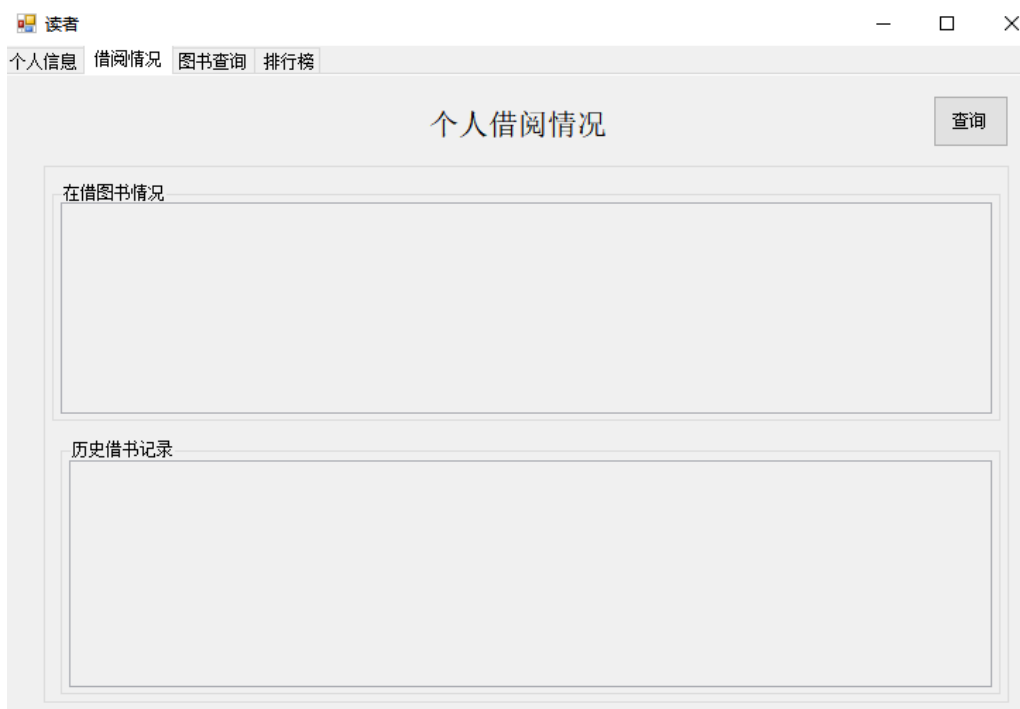 读者
个人信息 借阅情况 图书查询 排行榜
个人借阅情况
查询
在借图书情况
历史借书记录